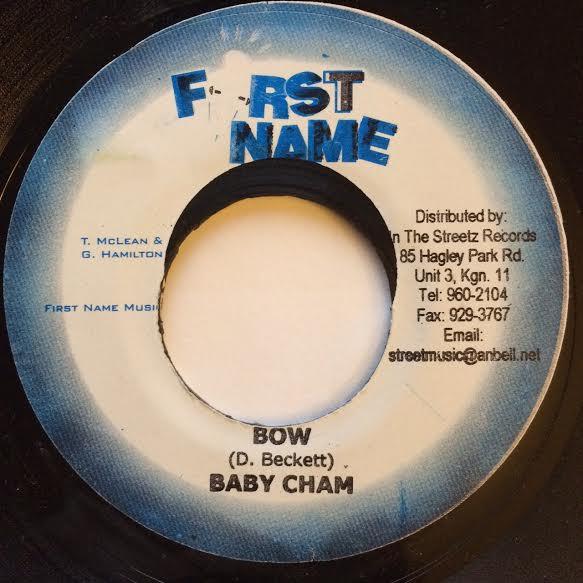 FIRST
NAME
T. MCLEAN &
G. HAMILTON
FIRST NAME MUSI
Distributed by:
In The Streetz Records
85 Hagley Park Rd.
Unit 3, Kgn. 11
Tel: 960-2104
Fax: 929-3767
Email:
streetmusic@anbell.net
BOW
(D. Beckett)
BABY CHAM